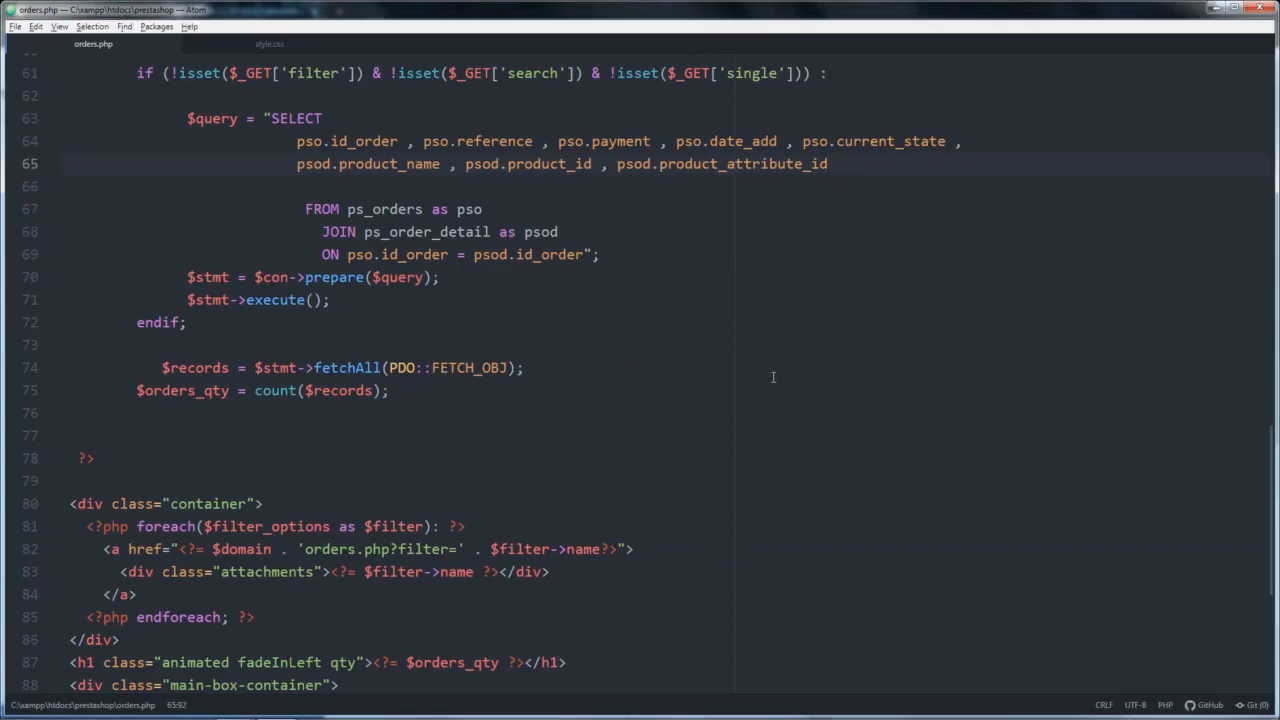 orders.php — C:\xampp\htdocs\prestashop — Atom
File Edit View Selection Find Packages Help
orders.php style.css
61 if (!isset($_GET['filter']) & !isset($_GET['search']) & !isset($_GET['single'])) :
62
63 $query = "SELECT
64 pso.id_order , pso.reference , pso.payment , pso.date_add , pso.current_state ,
65 psod.product_name , psod.product_id , psod.product_attribute_id
66
67 FROM ps_orders as pso
68 JOIN ps_order_detail as psod
69 ON pso.id_order = psod.id_order";
70 $stmt = $con->prepare($query);
71 $stmt->execute();
72 endif;
73
74 $records = $stmt->fetchAll(PDO::FETCH_OBJ);
75 $orders_qty = count($records);
76
77
78 ?>
79
80 <div class="container">
81 <?php foreach($filter_options as $filter): ?>
82 <a href="<?= $domain . 'orders.php?filter=' . $filter->name?>">
83 <div class="attachments"><?= $filter->name ?></div>
84 </a>
85 <?php endforeach; ?>
86 </div>
87 <h1 class="animated fadeInLeft qty"><?= $orders_qty ?></h1>
88 <div class="main-box-container">
C:\xampp\htdocs\prestashop\orders.php 65:92 CRLF UTF-8 PHP GitHub Git (0)